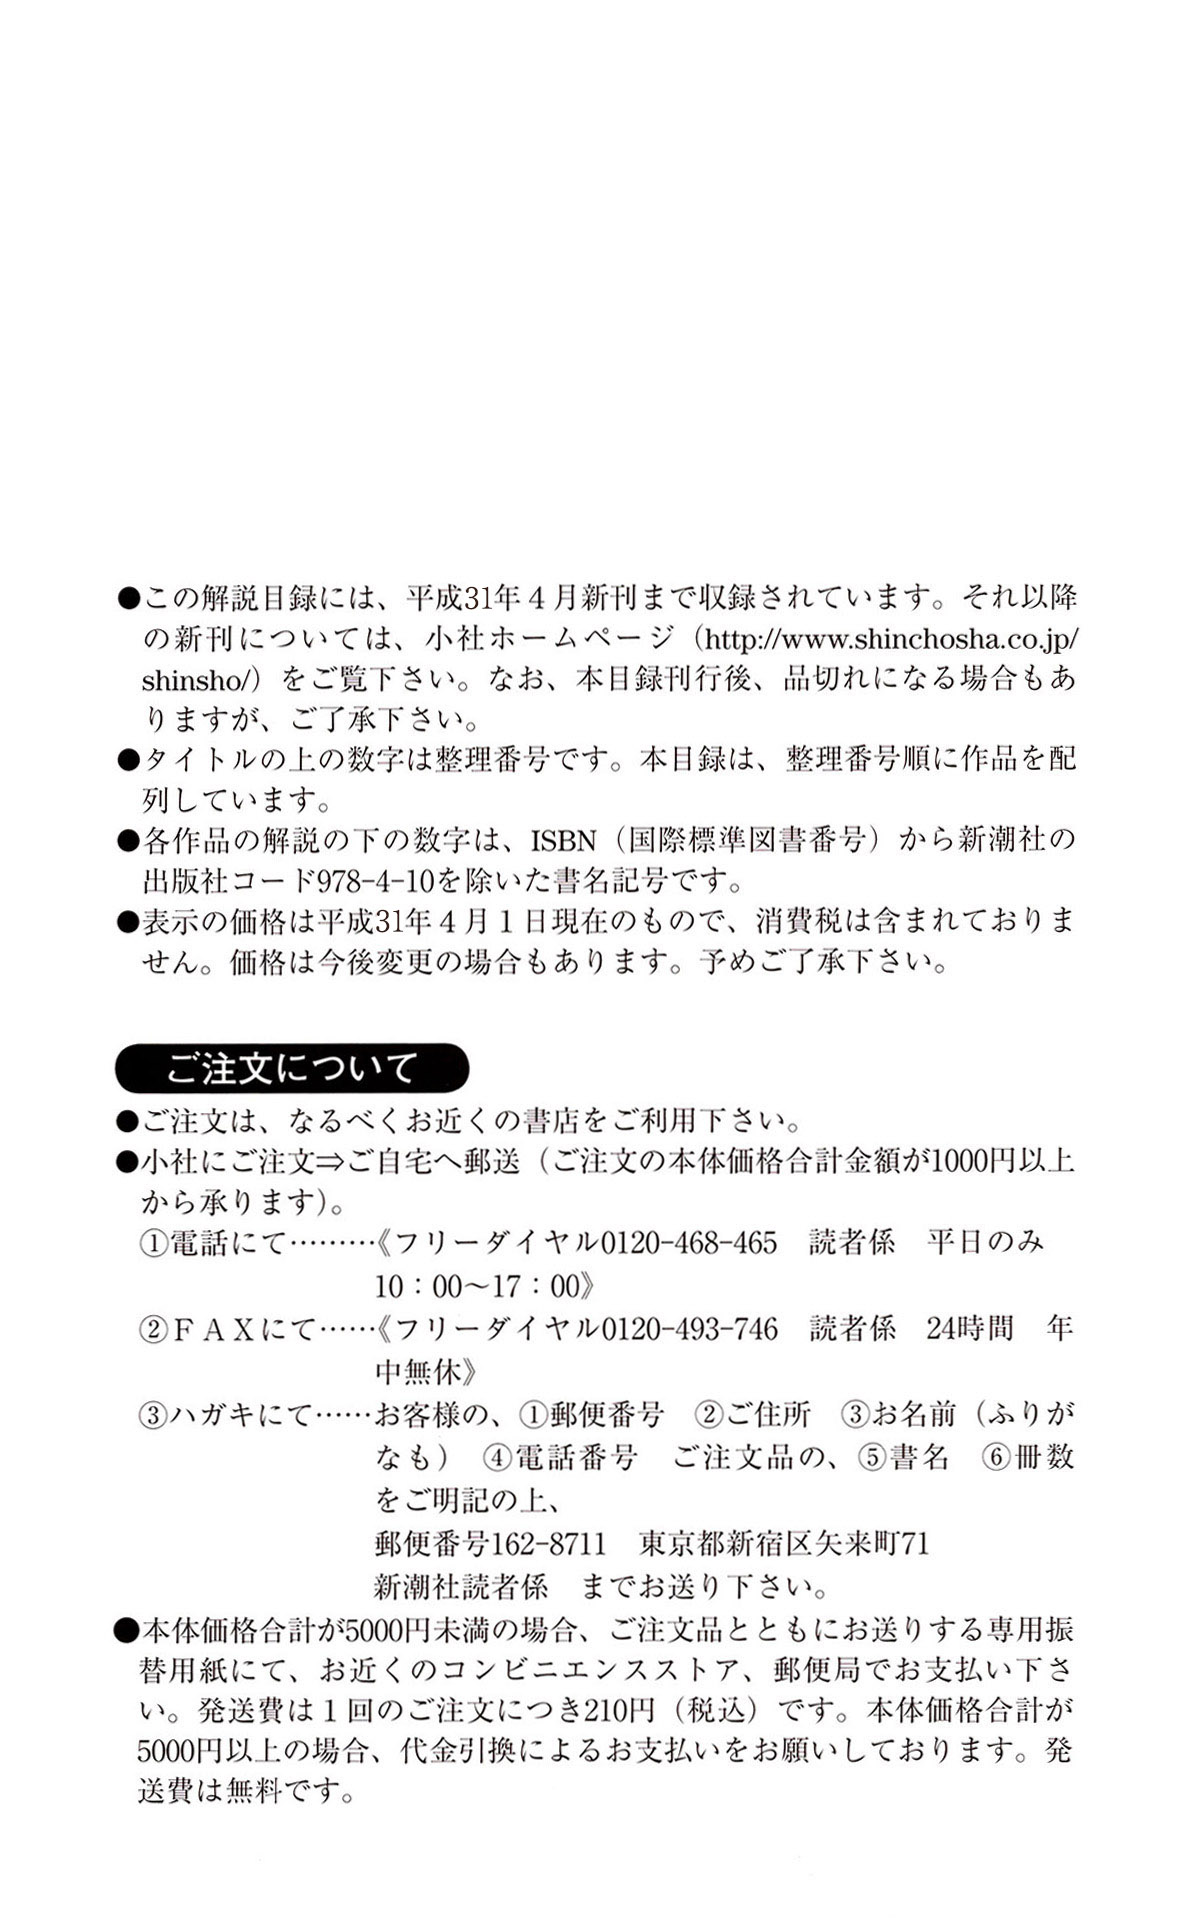 ●この解説目録には、平成31年４月新刊まで収録されています。それ以降
の新刊については、小社ホームページ（http://www.shinchosha.co.jp/
shinsho/）をご覧下さい。なお、本目録刊行後、品切れになる場合もあ
りますが、ご了承下さい。
●タイトルの上の数字は整理番号です。本目録は、整理番号順に作品を配
列しています。
●各作品の解説の下の数字は、ISBN（国際標準図書番号）から新潮社の
出版社コード978-4-10を除いた書名記号です。
●表示の価格は平成31年４月１日現在のもので、消費税は含まれておりま
せん。価格は今後変更の場合もあります。予めご了承下さい。
ご注文について
●ご注文は、なるべくお近くの書店をご利用下さい。
●小社にご注文⇒ご自宅へ郵送（ご注文の本体価格合計金額が1000円以上
から承ります）。
①電話にて………《フリーダイヤル0120-468-465　読者係　平日のみ
10：00〜17：00》
②ＦＡＸにて……《フリーダイヤル0120-493-746　読者係　24時間　年
中無休》
③ハガキにて……お客様の、①郵便番号　②ご住所　③お名前（ふりが
なも）　④電話番号　ご注文品の、⑤書名　⑥冊数
をご明記の上、
郵便番号162-8711　東京都新宿区矢来町71
新潮社読者係　までお送り下さい。
●本体価格合計が5000円未満の場合、ご注文品とともにお送りする専用振
替用紙にて、お近くのコンビニエンスストア、郵便局でお支払い下さ
い。発送費は１回のご注文につき210円（税込）です。本体価格合計が
5000円以上の場合、代金引換によるお支払いをお願いしております。発
送費は無料です。